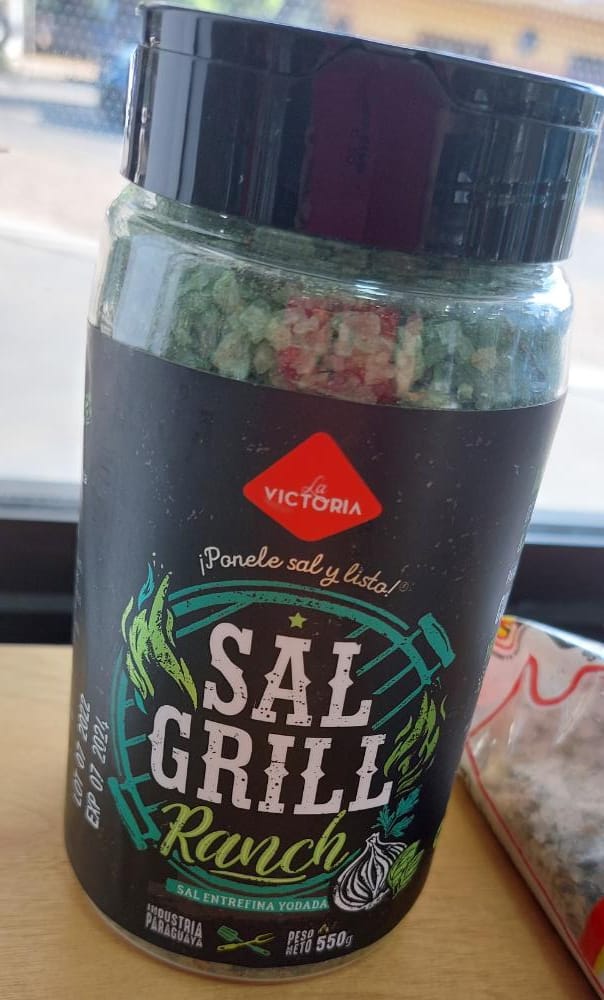 La
VICTORIA
¡Ponele sal y listo!®
SAL
GRILL
Ranch
SAL ENTREFINA YODADA
INDUSTRIA
PARAGUAYA
PESO
NETO 550g
LOT 07 2022
EXP 07 2024